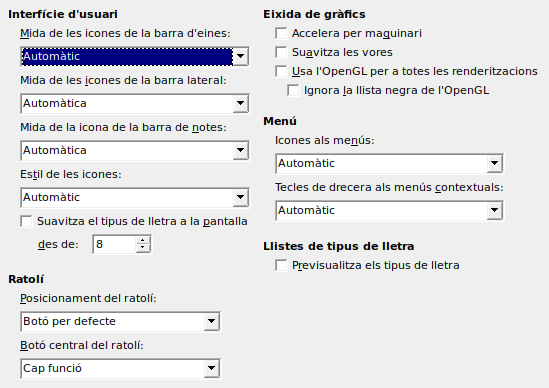 Interfície d'usuari
Mida de les icones de la barra d'eines:
Automàtic
Mida de les icones de la barra lateral:
Automàtica
Mida de la icona de la barra de notes:
Automàtica
Estil de les icones:
Automàtic
Suavitza el tipus de lletra a la pantalla
des de:
8
Ratolí
Posicionament del ratolí:
Botó per defecte
Botó central del ratolí:
Cap funció
Eixida de gràfics
Accelera per maquinari
Suavitza les vores
Usa l'OpenGL per a totes les renderitzacions
Ignora la llista negra de l'OpenGL
Menú
Icones als menús:
Automàtic
Tecles de drecera als menús contextuals:
Automàtic
Llistes de tipus de lletra
Previsualitza els tipus de lletra